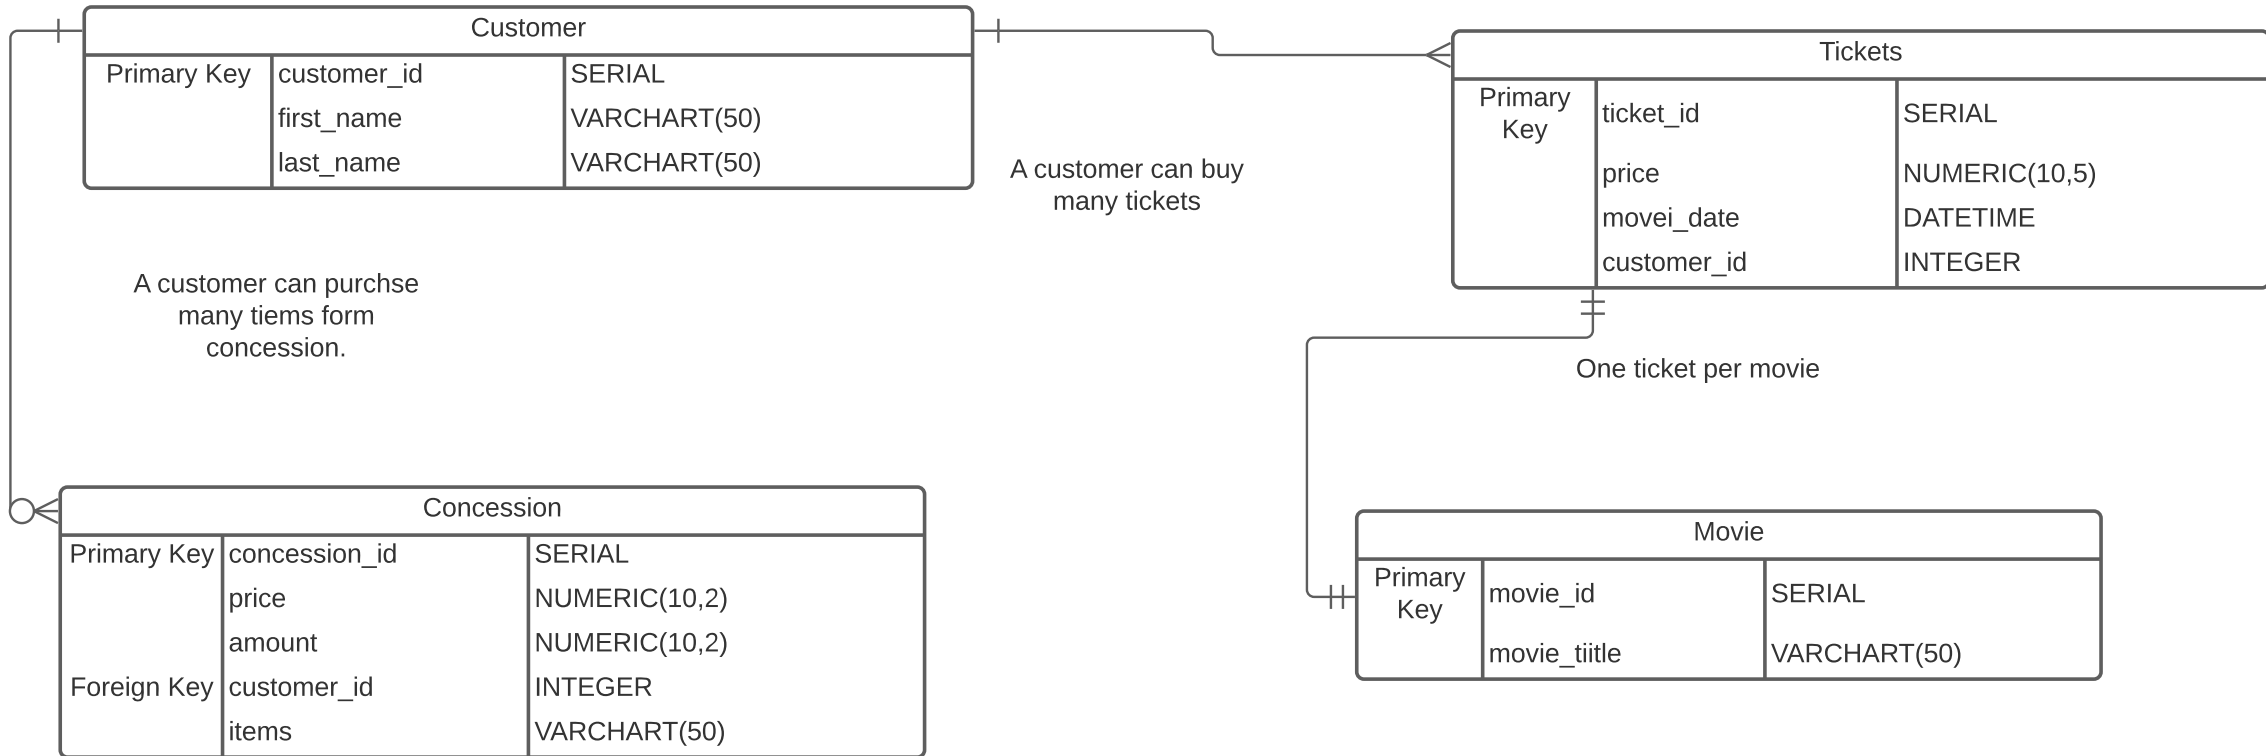 Customer
Primary Key customer_id SERIAL
first_name VARCHART(50)
last_name VARCHART(50)
A customer can buy
many tickets
Tickets
Primary
Key
ticket_id SERIAL
price NUMERIC(10,5)
movei_date DATETIME
customer_id INTEGER
A customer can purchse
many tiems form
concession.
One ticket per movie
Concession
Primary Key concession_id SERIAL
price NUMERIC(10,2)
amount NUMERIC(10,2)
Foreign Key customer_id INTEGER
items VARCHART(50)
Movie
Primary
Key
movie_id SERIAL
movie_tiitle VARCHART(50)